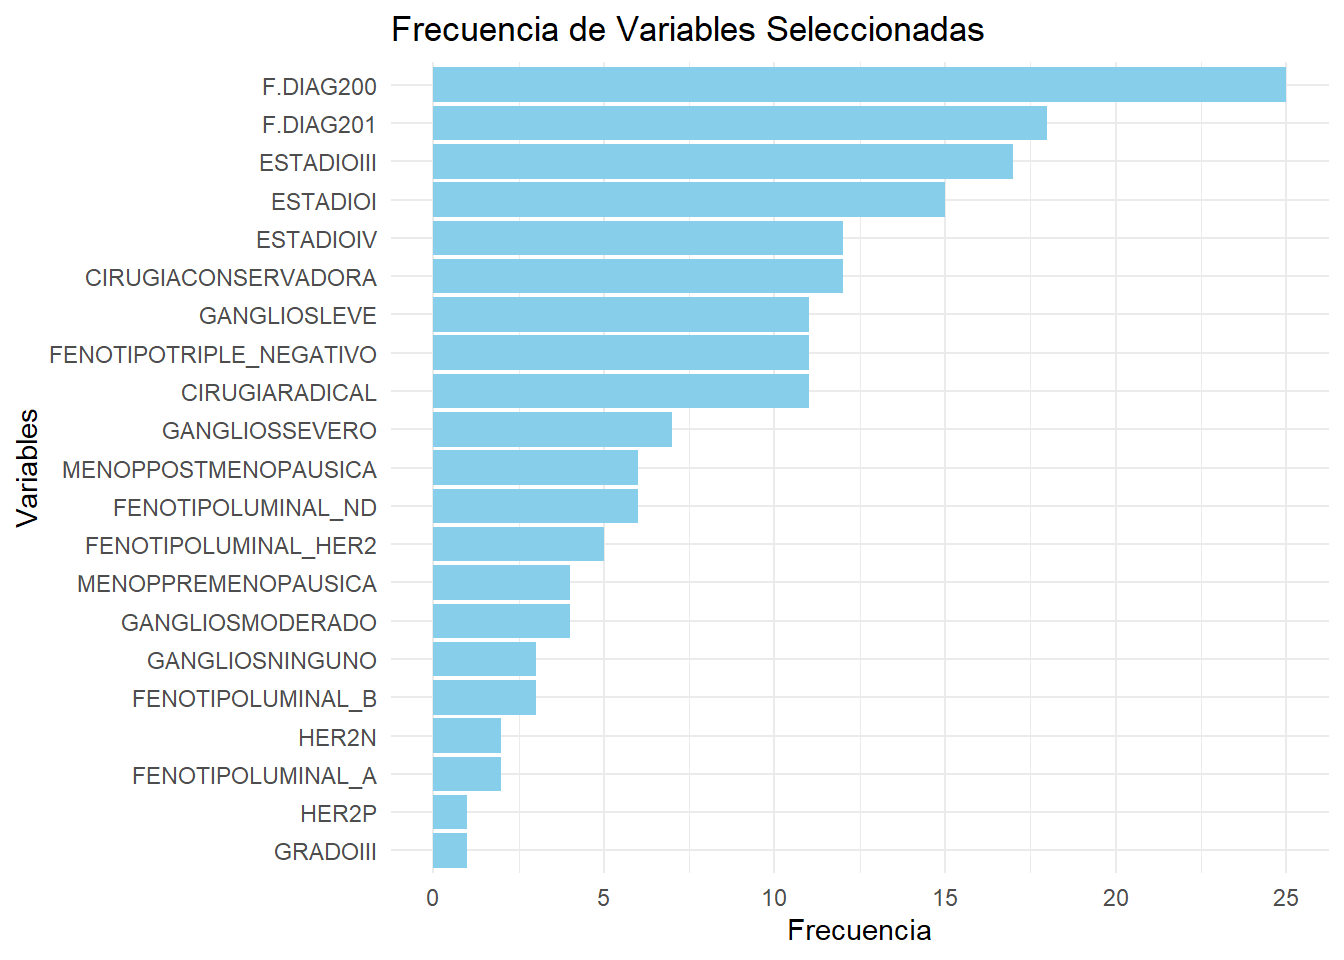 Frecuencia de Variables Seleccionadas
F.DIAG200
F.DIAG201
ESTADIOIII
ESTADIOI
ESTADIOIV
CIRUGIACONSERVADORA
GANGLIOSLEVE
FENOTIPOTRIPLE_NEGATIVO
CIRUGIARADICAL
GANGLIOSSEVERO
MENOPPOSTMENOPAUSICA
FENOTIPOLUMINAL_ND
FENOTIPOLUMINAL_HER2
MENOPPREMENOPAUSICA
GANGLIOSMODERADO
GANGLIOSNINGUNO
FENOTIPOLUMINAL_B
HER2N
FENOTIPOLUMINAL_A
HER2P
GRADOIII
Variables
0 5 10 15 20 25
Frecuencia